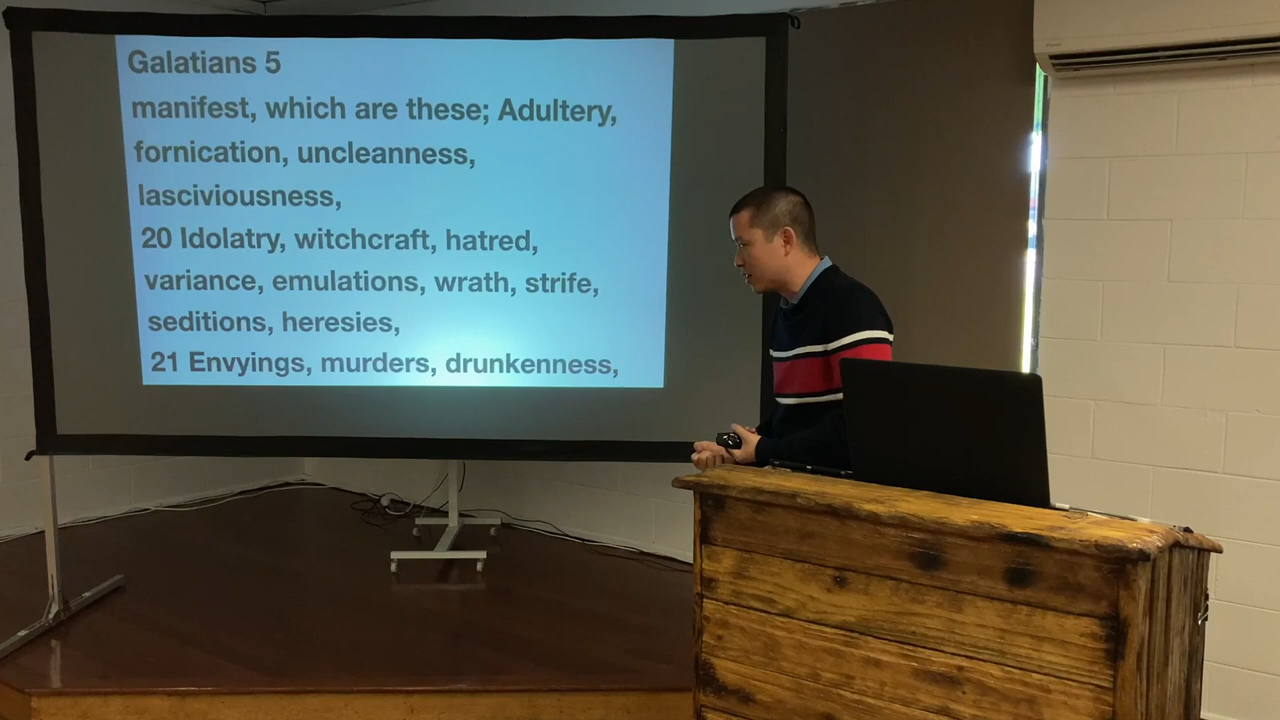 Galatians 5
manifest, which are these; Adultery,
fornication, uncleanness,
lasciviousness,
20 Idolatry, witchcraft, hatred,
variance, emulations, wrath, strife,
seditions, heresies,
21 Envyings, murders, drunkenness,